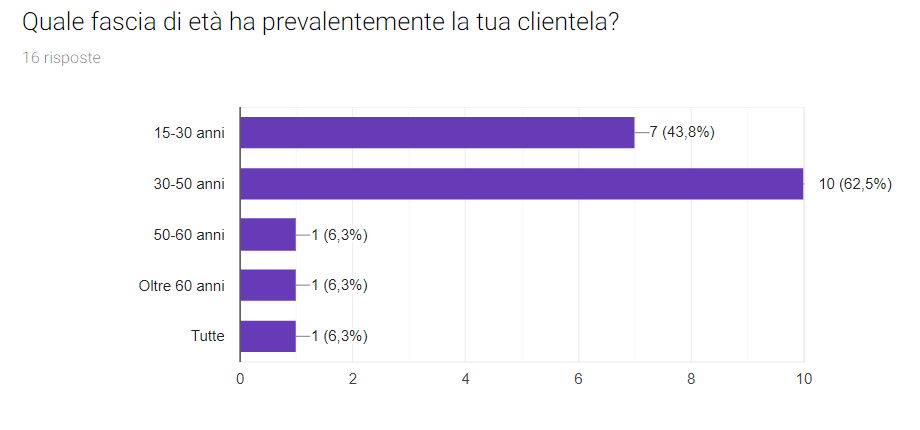 Quale fascia di età ha prevalentemente la tua clientela?
16 risposte
15-30 anni 7 (43,8%)
30-50 anni 10 (62,5%)
50-60 anni 1 (6,3%)
Oltre 60 anni 1 (6,3%)
Tutte 1 (6,3%)
0 2 4 6 8 10